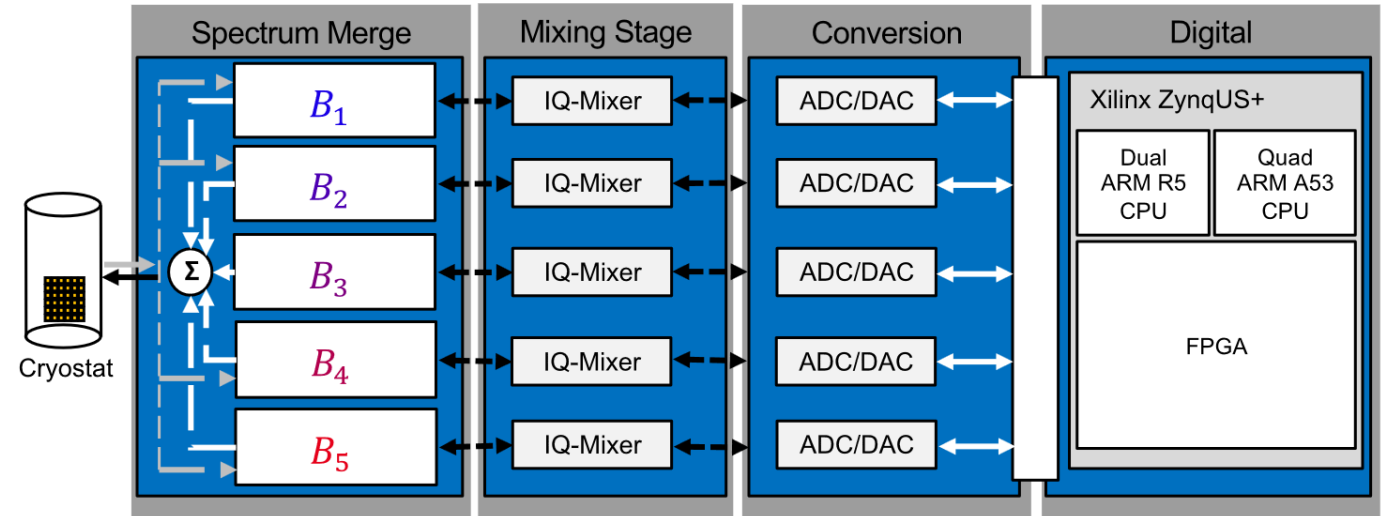 Spectrum Merge
Mixing Stage
Conversion
Digital
B₁
IQ-Mixer
ADC/DAC
B₂
IQ-Mixer
ADC/DAC
B₃
IQ-Mixer
ADC/DAC
B₄
IQ-Mixer
ADC/DAC
B₅
IQ-Mixer
ADC/DAC
Σ
Cryostat
Xilinx ZynqUS+
Dual
ARM R5
CPU
Quad
ARM A53
CPU
FPGA